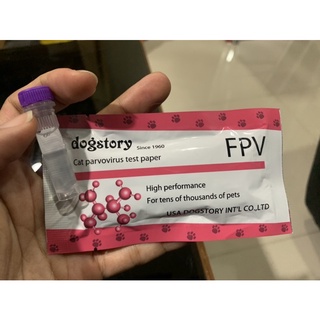 dogstory Since 1960
FPV
Cat parvovirus test paper
High performance
For tens of thousands of pets
USA DOGSTORY INT'L CO.,LTD